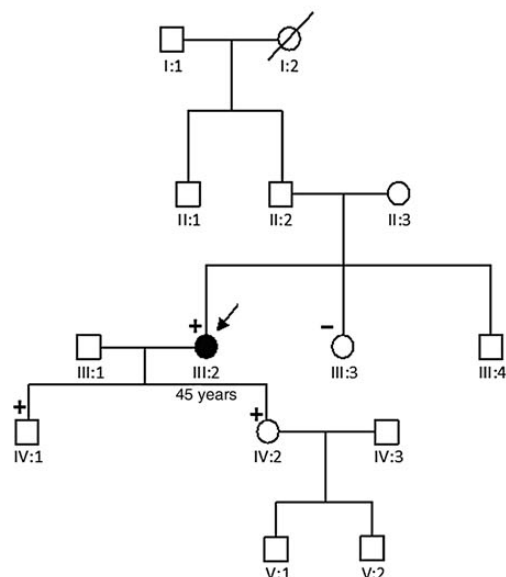 I:1 I:2
II:1 II:2 II:3
+ -
III:1 III:2 III:3 III:4
45 years
+ +
IV:1 IV:2 IV:3
V:1 V:2